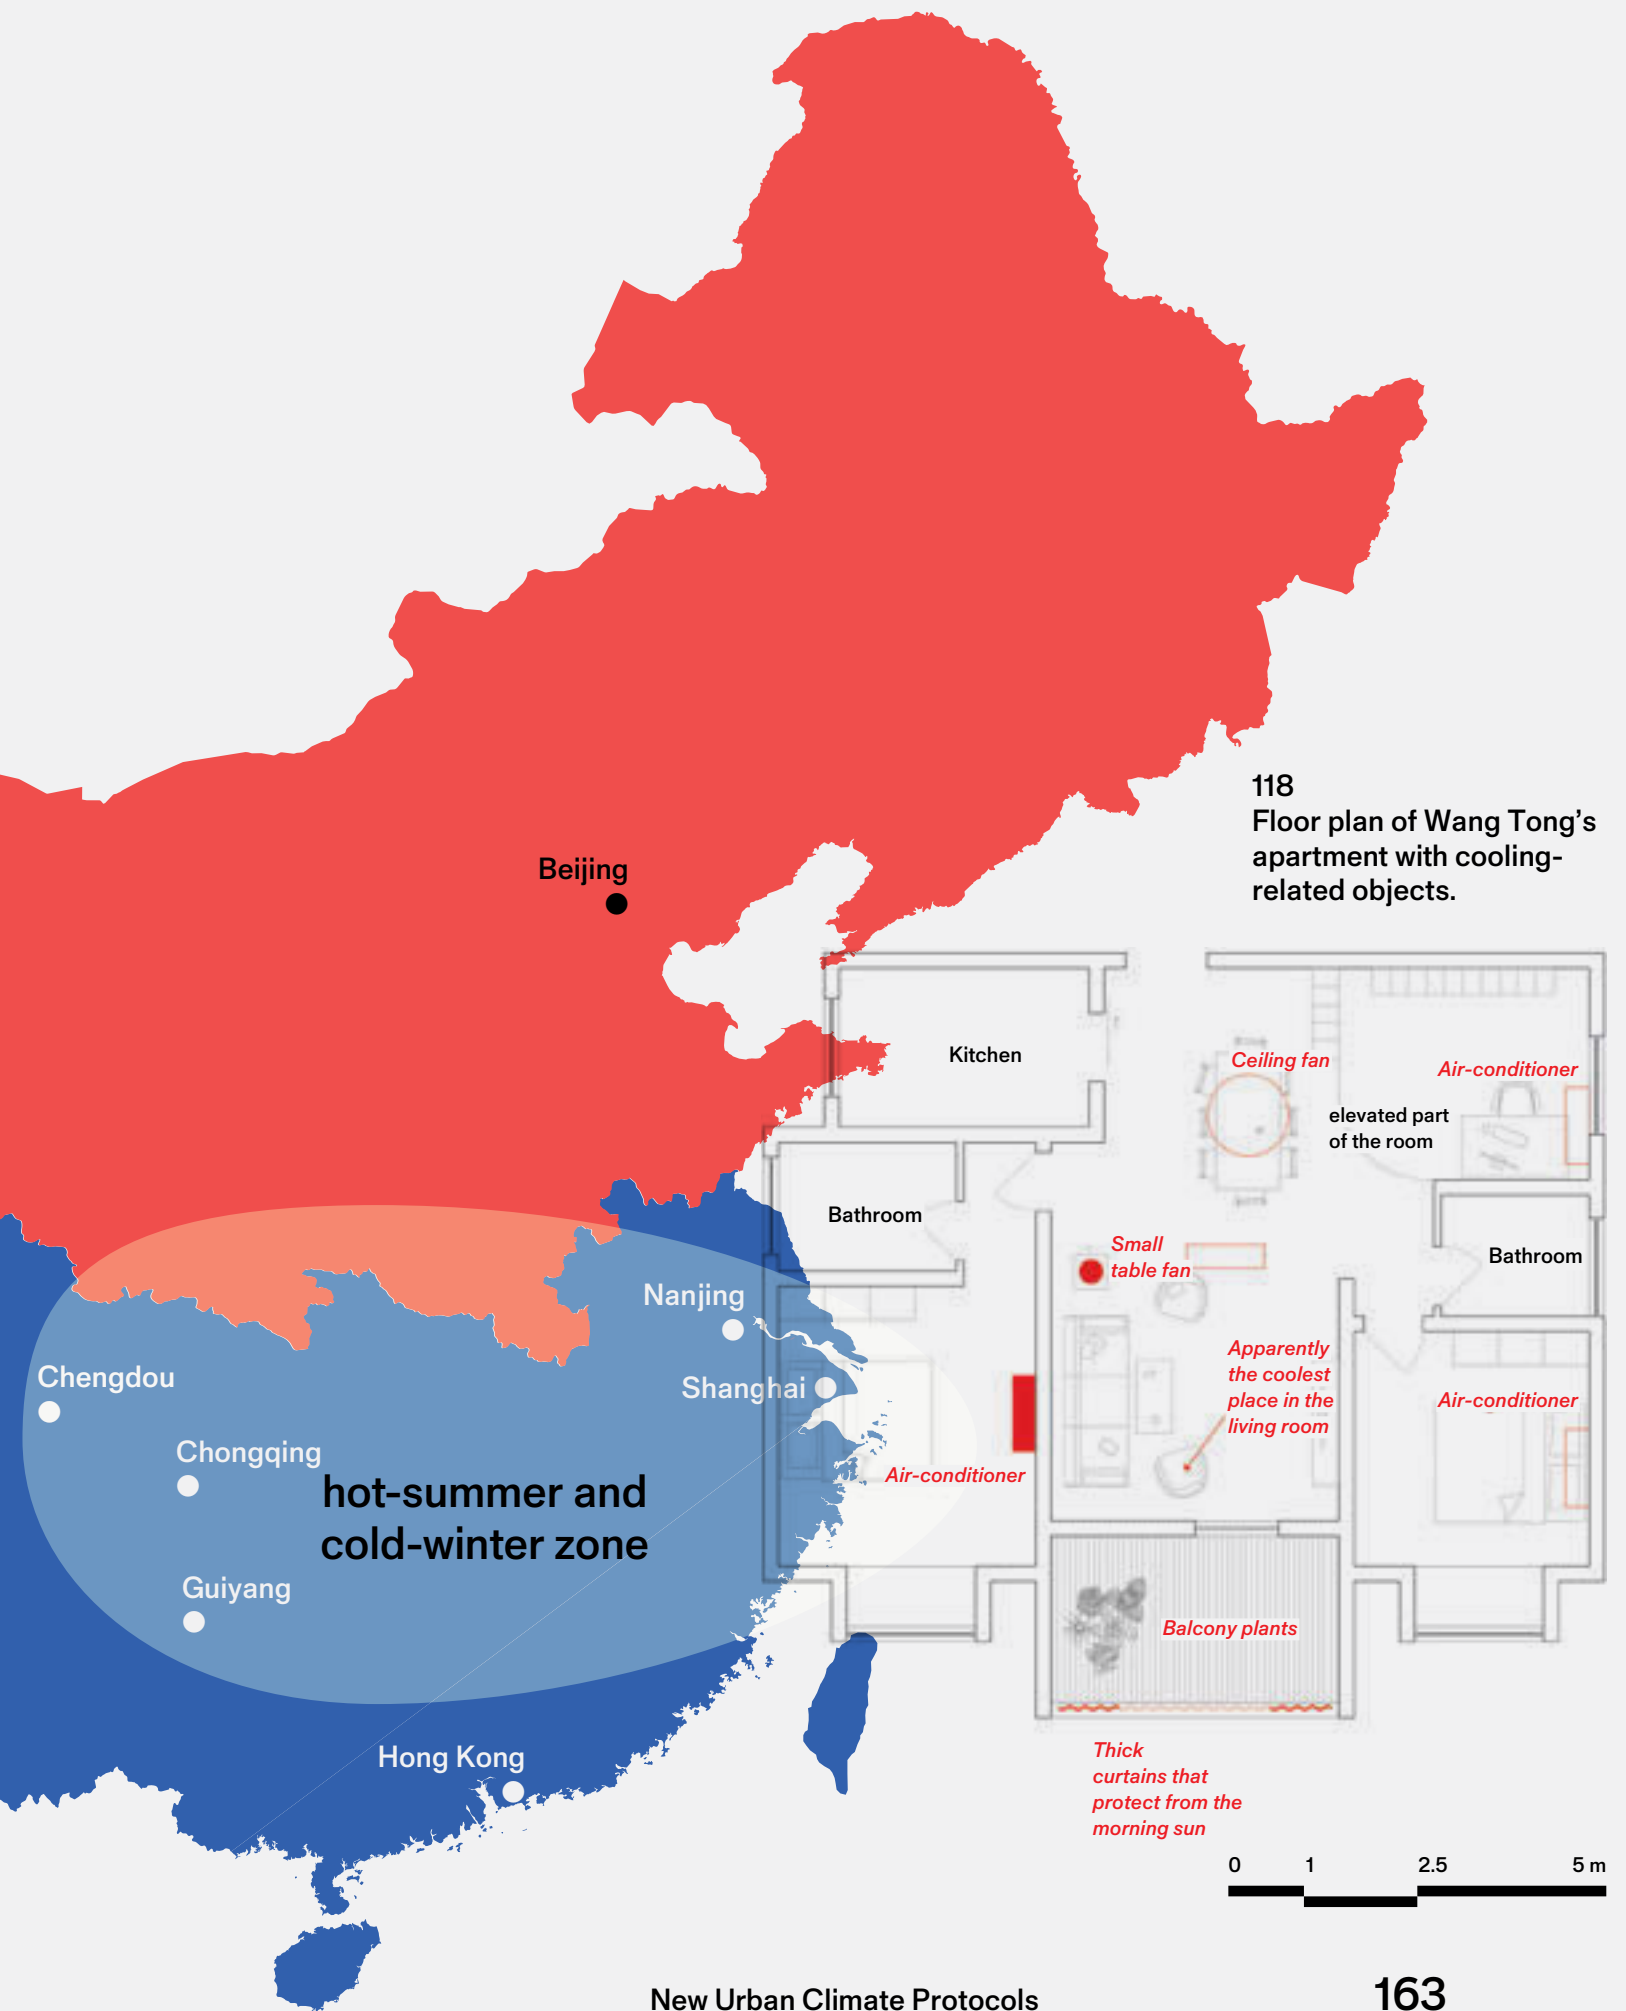 118
Floor plan of Wang Tong’s
apartment with cooling-
related objects.
Beijing
Kitchen
Ceiling fan
Air-conditioner
elevated part
of the room
Bathroom
Small
table fan
Bathroom
Nanjing
Apparently
the coolest
place in the
living room
Chengdou
Shanghai
Air-conditioner
Chongqing
Air-conditioner
hot-summer and
cold-winter zone
Guiyang
Balcony plants
Hong Kong
Thick
curtains that
protect from the
morning sun
0 1 2.5 5 m
New Urban Climate Protocols
163